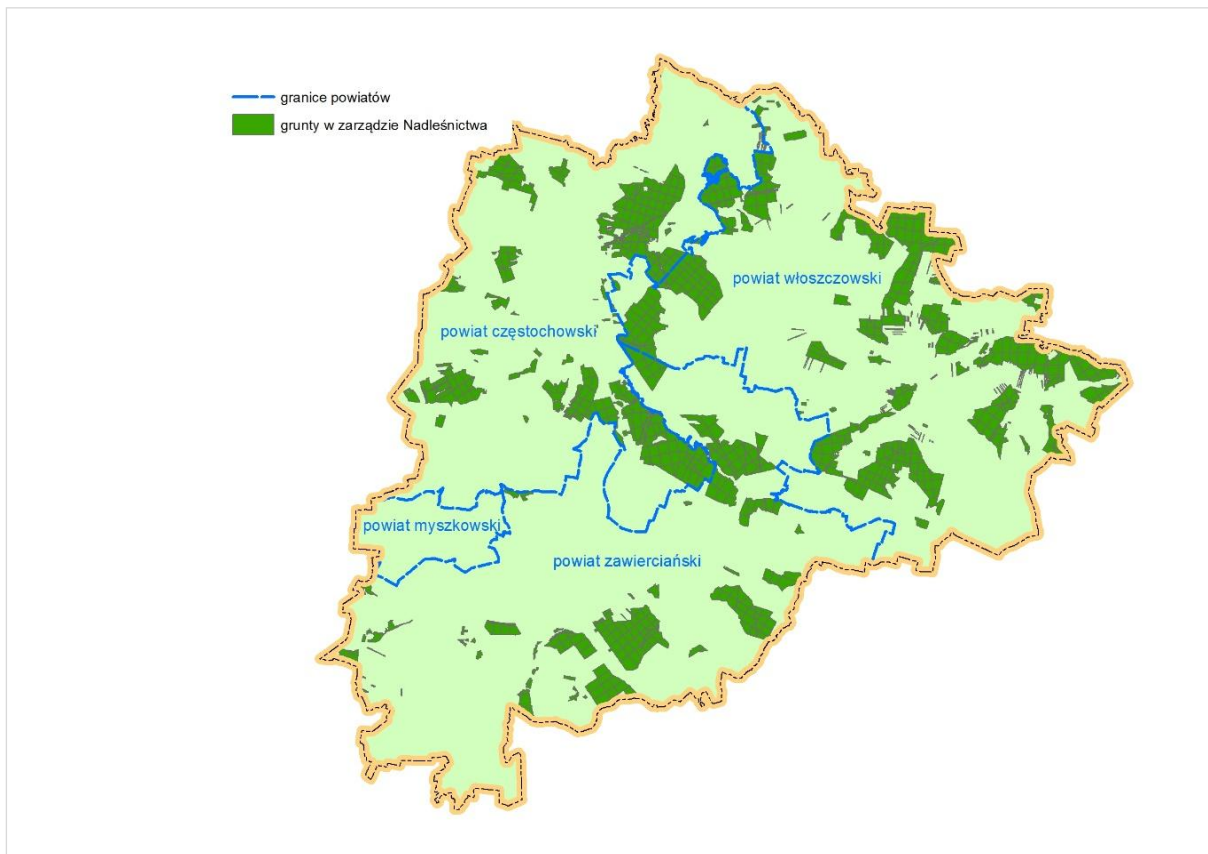 granice powiatów
grunty w zarządzie Nadleśnictwa
powiat włoszczowski
powiat częstochowski
powiat myszkowski
powiat zawierciański